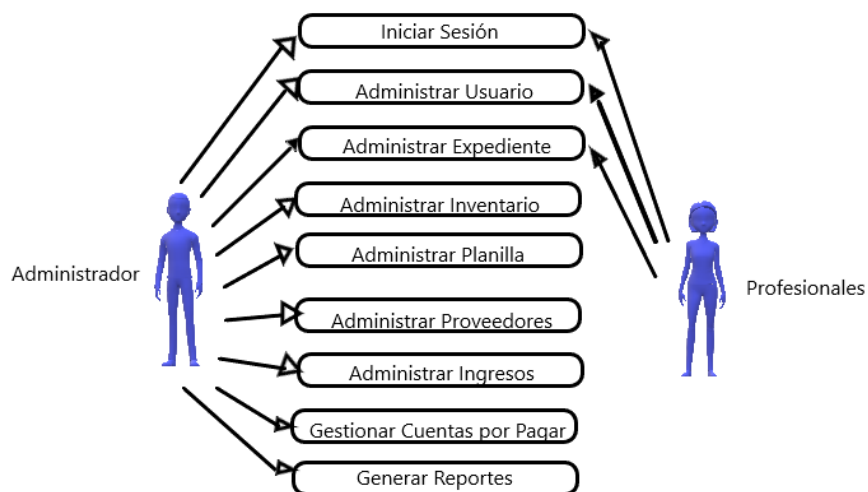 Iniciar Sesión
Administrar Usuario
Administrar Expediente
Administrar Inventario
Administrar Planilla
Administrador
Profesionales
Administrar Proveedores
Administrar Ingresos
Gestionar Cuentas por Pagar
Generar Reportes